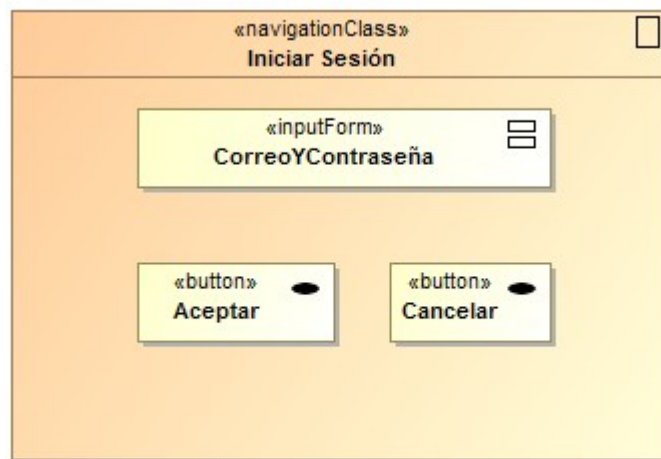 «navigationClass»
Iniciar Sesión
«inputForm»
CorreoYContraseña
«button»
Aceptar
«button»
Cancelar